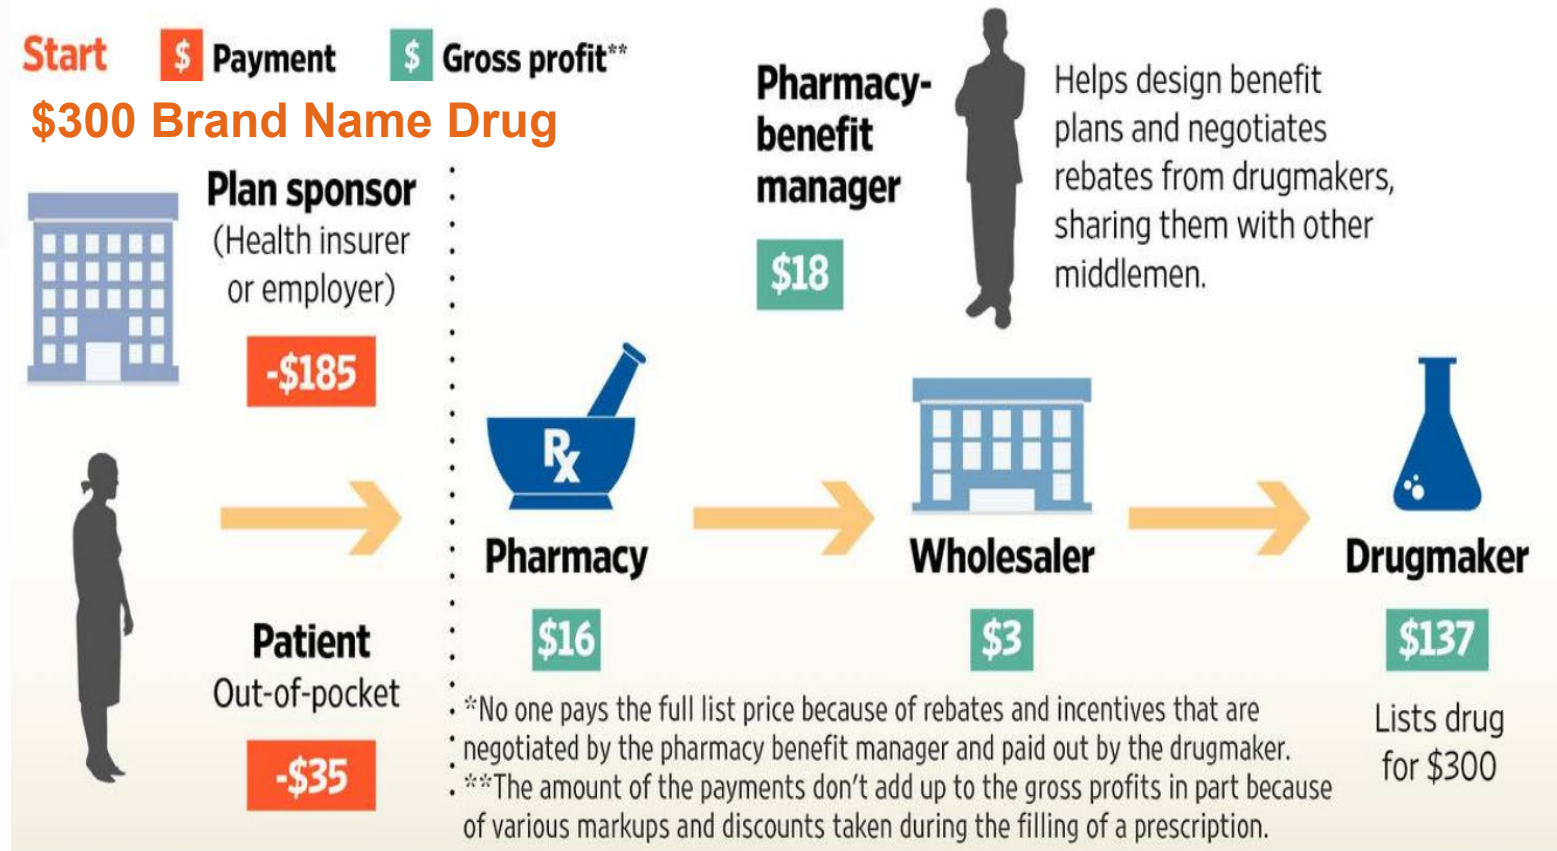 Start $ Payment $ Gross profit**
$300 Brand Name Drug
Plan sponsor
(Health insurer
or employer)
-$185
Patient
Out-of-pocket
-$35
Pharmacy-
benefit
manager
$18
Helps design benefit
plans and negotiates
rebates from drugmakers,
sharing them with other
middlemen.
Rx
Pharmacy
$16
Wholesaler
$3
Drugmaker
$137
Lists drug
for $300
*No one pays the full list price because of rebates and incentives that are
negotiated by the pharmacy benefit manager and paid out by the drugmaker.
**The amount of the payments don’t add up to the gross profits in part because
of various markups and discounts taken during the filling of a prescription.